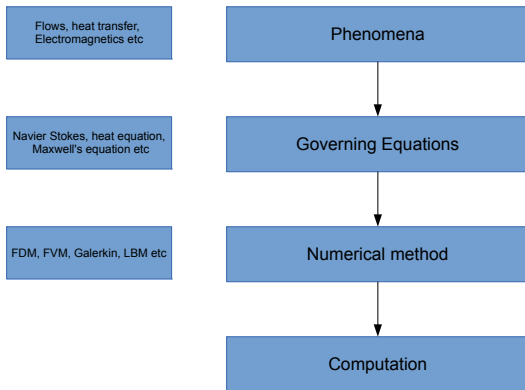 Flows, heat transfer,
Electromagnetics etc
Phenomena
Navier Stokes, heat equation,
Maxwell's equation etc
Governing Equations
FDM, FVM, Galerkin, LBM etc
Numerical method
Computation